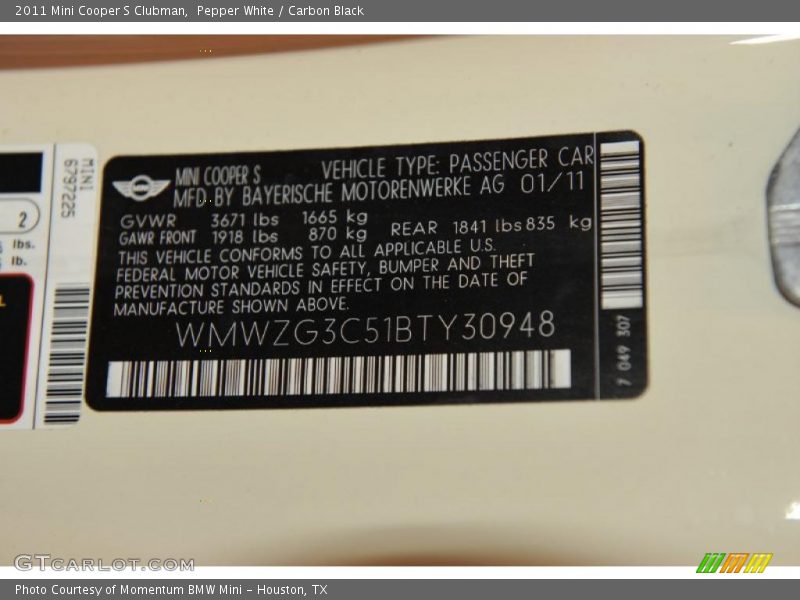 2011 Mini Cooper S Clubman, Pepper White / Carbon Black
MINI
6797225
2
lbs.
lb.
MINI COOPER S VEHICLE TYPE: PASSENGER CAR
MFD. BY BAYERISCHE MOTORENWERKE AG 01/11
GVWR 3671 lbs 1665 kg
GAWR FRONT 1918 lbs 870 kg REAR 1841 lbs 835 kg
THIS VEHICLE CONFORMS TO ALL APPLICABLE U.S.
FEDERAL MOTOR VEHICLE SAFETY, BUMPER AND THEFT
PREVENTION STANDARDS IN EFFECT ON THE DATE OF
MANUFACTURE SHOWN ABOVE.
WMWZG3C51BTY30948
7 049 307
GTCARLOT.COM
Photo Courtesy of Momentum BMW Mini - Houston, TX